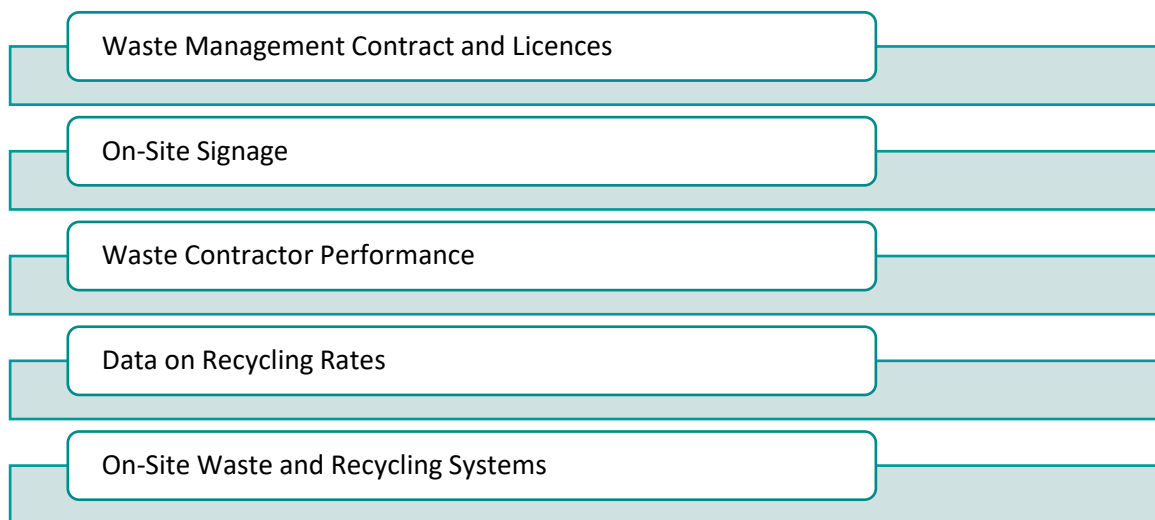 Waste Management Contract and Licences
On-Site Signage
Waste Contractor Performance
Data on Recycling Rates
On-Site Waste and Recycling Systems